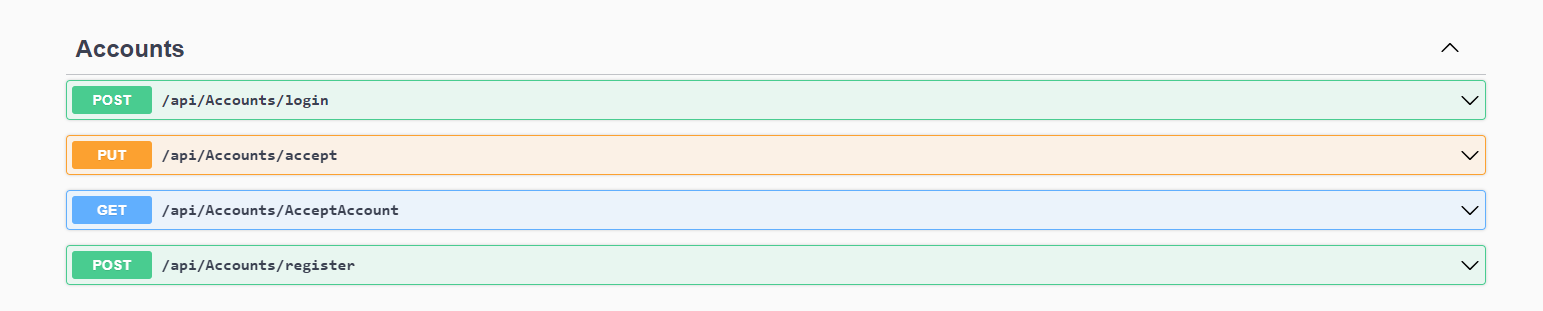 Accounts
POST /api/Accounts/login
PUT /api/Accounts/accept
GET /api/Accounts/AcceptAccount
POST /api/Accounts/register